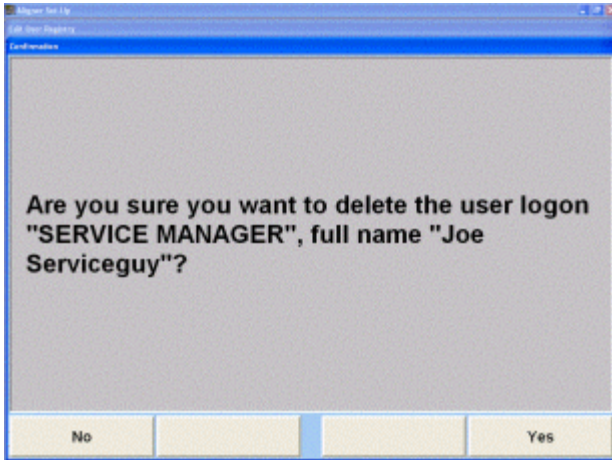 Aligner Set-Up
Edit User Registry
Confirmation
Are you sure you want to delete the user logon
"SERVICE MANAGER", full name "Joe
Serviceguy"?
No
Yes